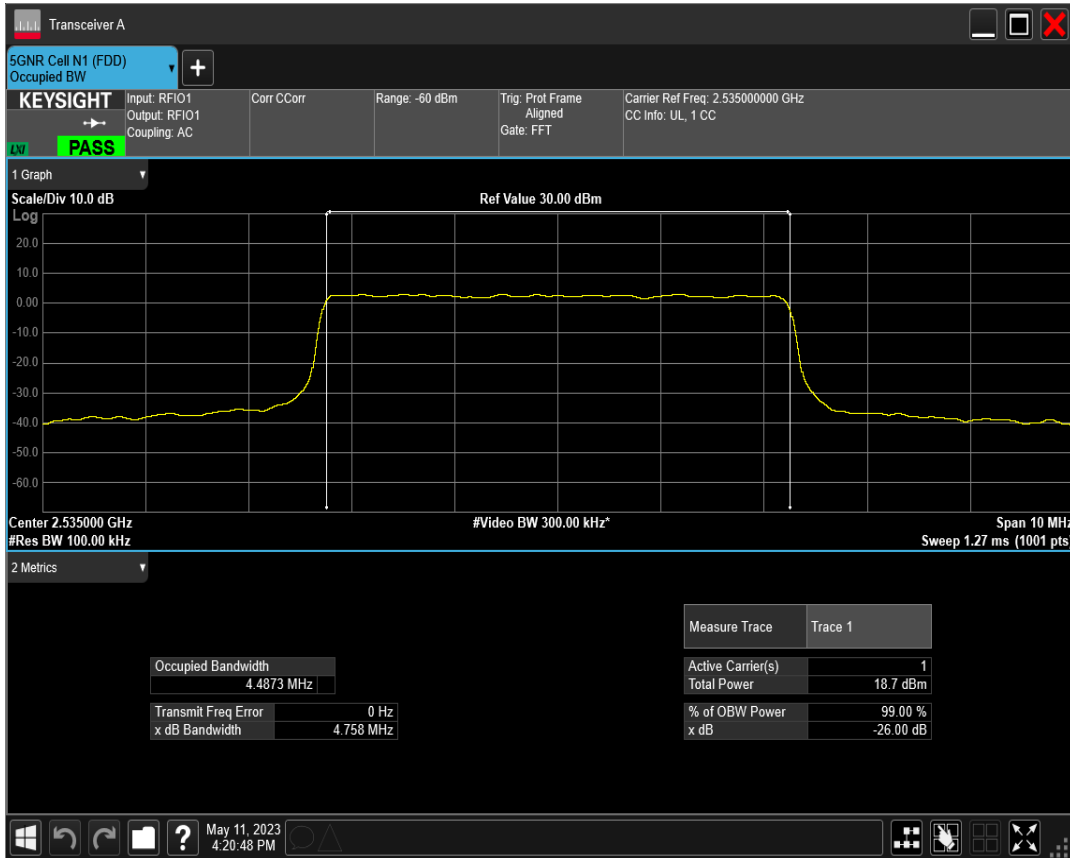 Transceiver A
5GNR Cell N1 (FDD)
Occupied BW
+
KEYSIGHT
LXI
PASS
Input: RFIO1
Output: RFIO1
Coupling: AC
Corr CCorr
Range: -60 dBm
Trig: Prot Frame
Aligned
Gate: FFT
Carrier Ref Freq: 2.535000000 GHz
CC Info: UL, 1 CC
1 Graph
Scale/Div 10.0 dB
Ref Value 30.00 dBm
Log
20.0
10.0
0.00
-10.0
-20.0
-30.0
-40.0
-50.0
-60.0
Center 2.535000 GHz
#Video BW 300.00 kHz*
Span 10 MHz
#Res BW 100.00 kHz
Sweep 1.27 ms (1001 pts)
2 Metrics
Measure Trace Trace 1
Occupied Bandwidth
4.4873 MHz
Active Carrier(s) 1
Total Power 18.7 dBm
Transmit Freq Error 0 Hz
x dB Bandwidth 4.758 MHz
% of OBW Power 99.00 %
x dB -26.00 dB
?
May 11, 2023
4:20:48 PM